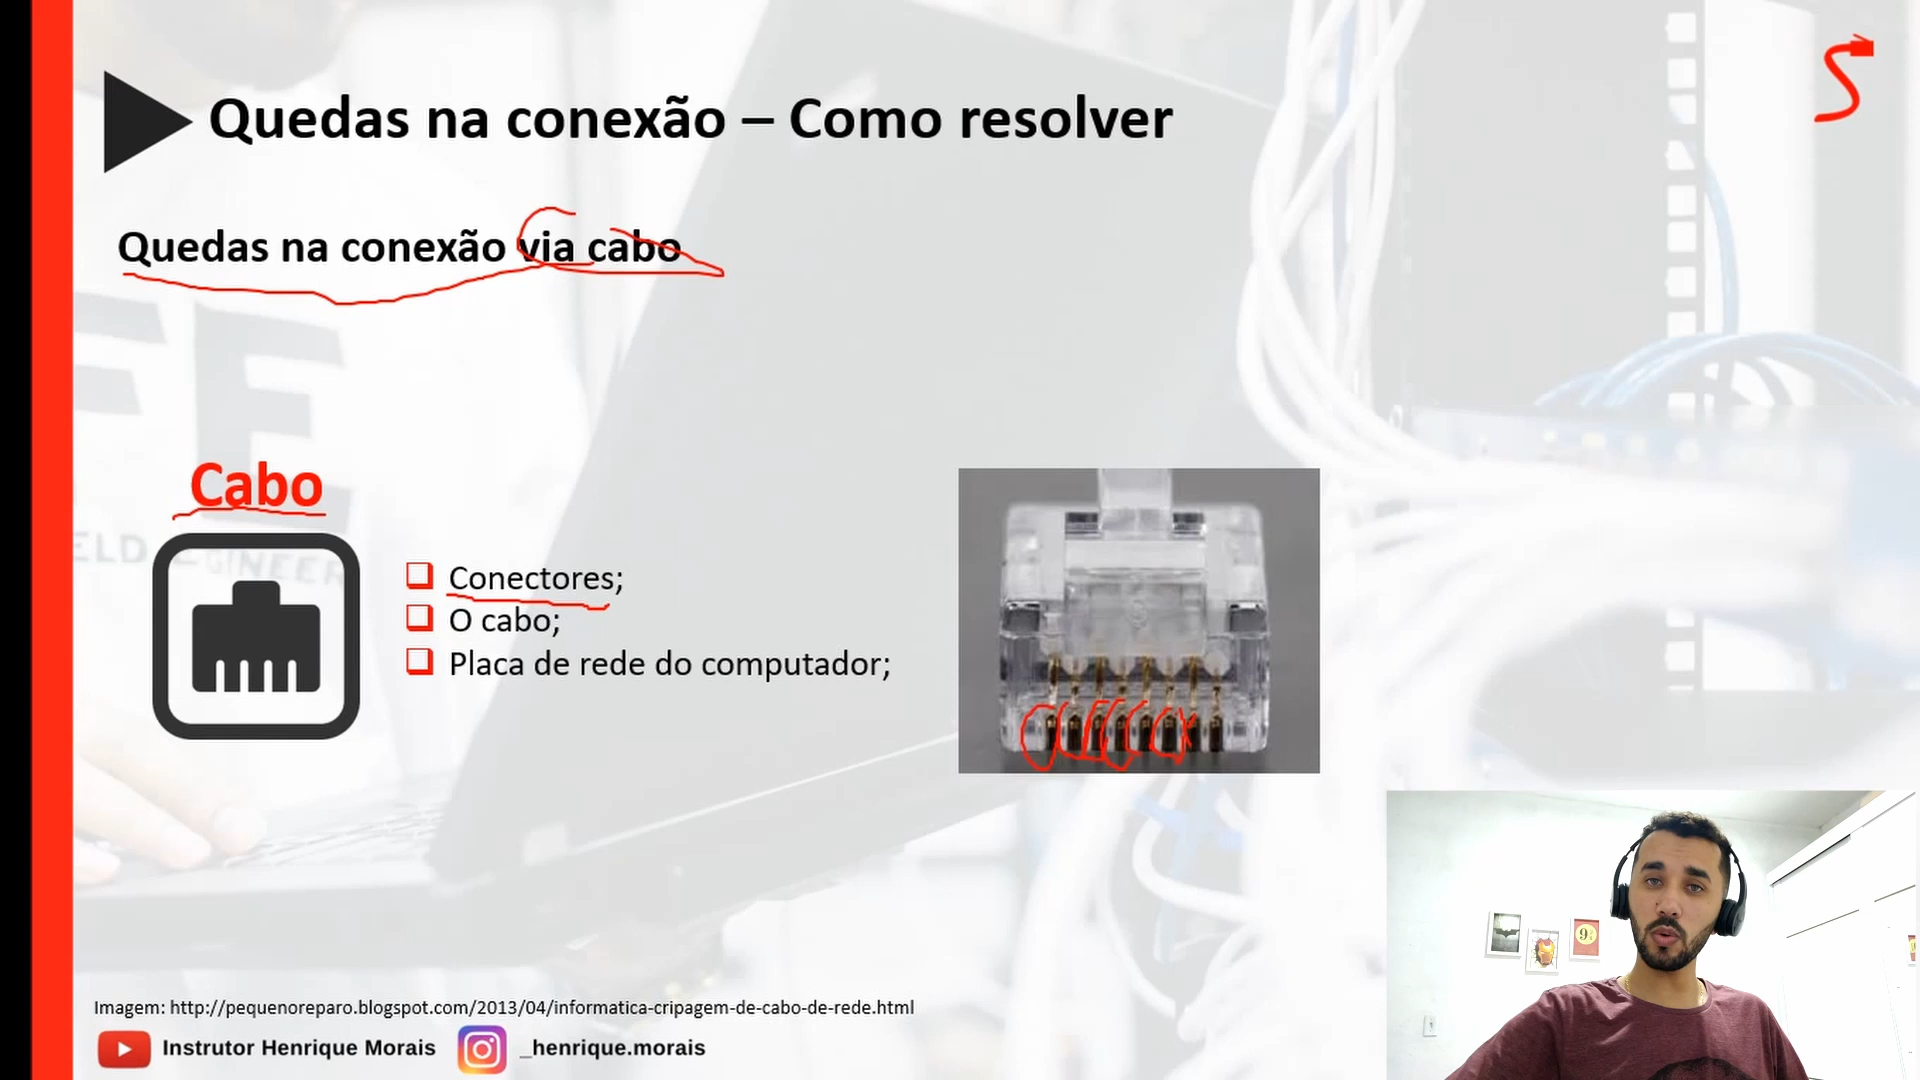 Quedas na conexão – Como resolver
Quedas na conexão via cabo
Cabo
Conectores;
O cabo;
Placa de rede do computador;
Imagem: http://pequenoreparo.blogspot.com/2013/04/informatica-cripagem-de-cabo-de-rede.html
Instrutor Henrique Morais
_henrique.morais